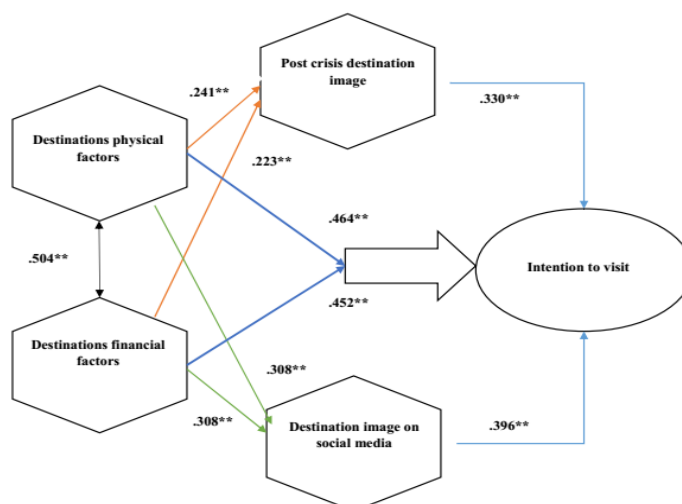 Post crisis destination
image
.241**
.330**
Destinations physical
factors
.223**
.464**
.504**
Intention to visit
.452**
Destinations financial
factors
.308**
.308**
Destination image on
social media
.396**